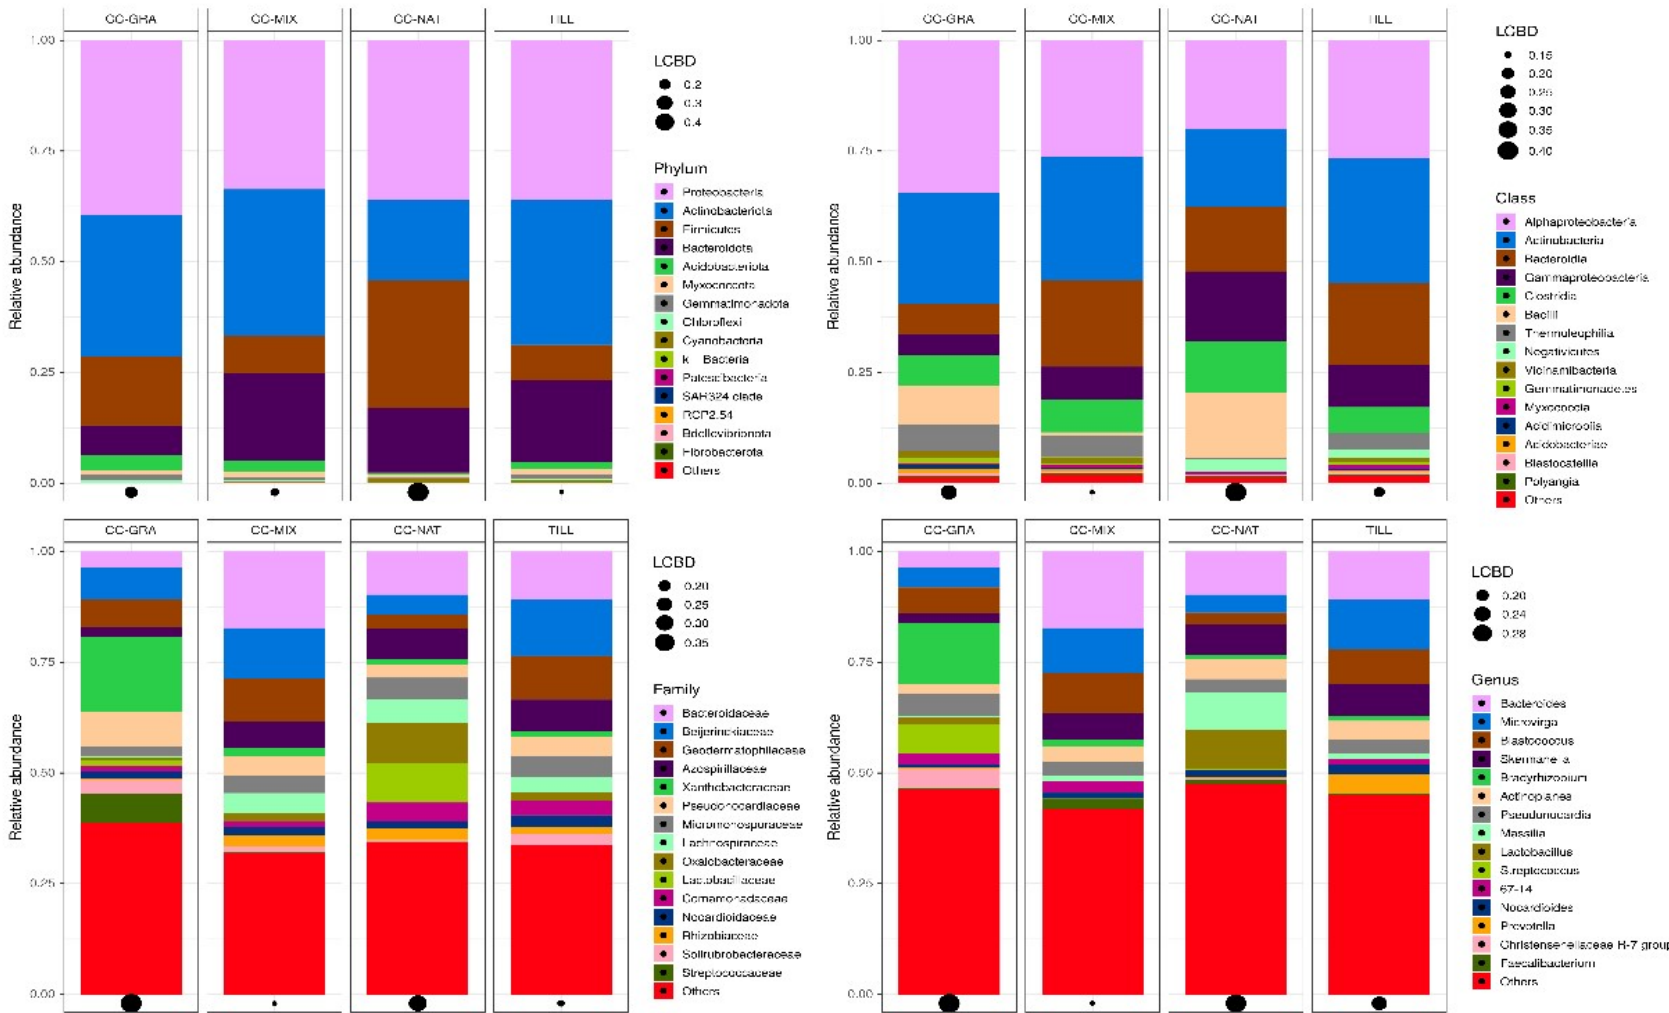 CC-GRA CC-MIX CC-NAT TILL
1.00
0.75
0.50
0.25
0.00
Relative abundance
LCBD
0.2
0.3
0.4
Phylum
Proteobacteria
Actinobacteriota
Firmicutes
Bacteroidota
Acidobacteriota
Myxococcota
Gemmatimonadota
Chloroflexi
Cyanobacteria
k__Bacteria
Patescibacteria
SAR324 clade
RCP2.54
Bdellovibrionota
Fibrobacterota
Others
CC-GRA CC-MIX CC-NAT TILL
1.00
0.75
0.50
0.25
0.00
Relative abundance
LCBD
0.15
0.20
0.25
0.30
0.35
0.40
Class
Alphaproteobacteria
Actinobacteria
Bacteroidia
Gammaproteobacteria
Clostridia
Bacilli
Thermoleophilia
Negativicutes
Vicinamibacteria
Gemmatimonadetes
Myxococcia
Acidimicrobiia
Acidobacteriae
Blastocatellia
Polyangia
Others
CC-GRA CC-MIX CC-NAT TILL
1.00
0.75
0.50
0.25
0.00
Relative abundance
LCBD
0.20
0.25
0.30
0.35
Family
Bacteroidaceae
Beijerinckiaceae
Geodermatophilaceae
Azospirillaceae
Xanthobacteraceae
Pseudonocardiaceae
Micromonosporaceae
Lachnospiraceae
Oxalobacteraceae
Lactobacillaceae
Comamonadaceae
Nocardioidaceae
Rhizobiaceae
Solirubrobacteraceae
Streptococcaceae
Others
CC-GRA CC-MIX CC-NAT TILL
1.00
0.75
0.50
0.25
0.00
Relative abundance
LCBD
0.20
0.24
0.28
Genus
Bacteroides
Microvirga
Blastococcus
Skermanella
Bradyrhizobium
Actinoplanes
Pseudonocardia
Massilia
Lactobacillus
Streptococcus
67-14
Nocardioides
Prevotella
Christensenellaceae R-7 group
Faecalibacterium
Others